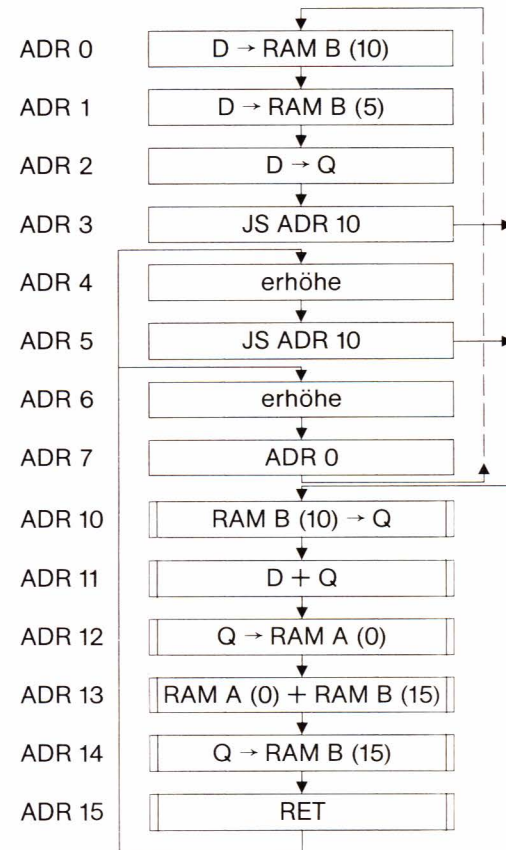 ADR 0 D → RAM B (10)
ADR 1 D → RAM B (5)
ADR 2 D → Q
ADR 3 JS ADR 10
ADR 4 erhöhe
ADR 5 JS ADR 10
ADR 6 erhöhe
ADR 7 ADR 0
ADR 10 RAM B (10) → Q
ADR 11 D + Q
ADR 12 Q → RAM A (0)
ADR 13 RAM A (0) + RAM B (15)
ADR 14 Q → RAM B (15)
ADR 15 RET